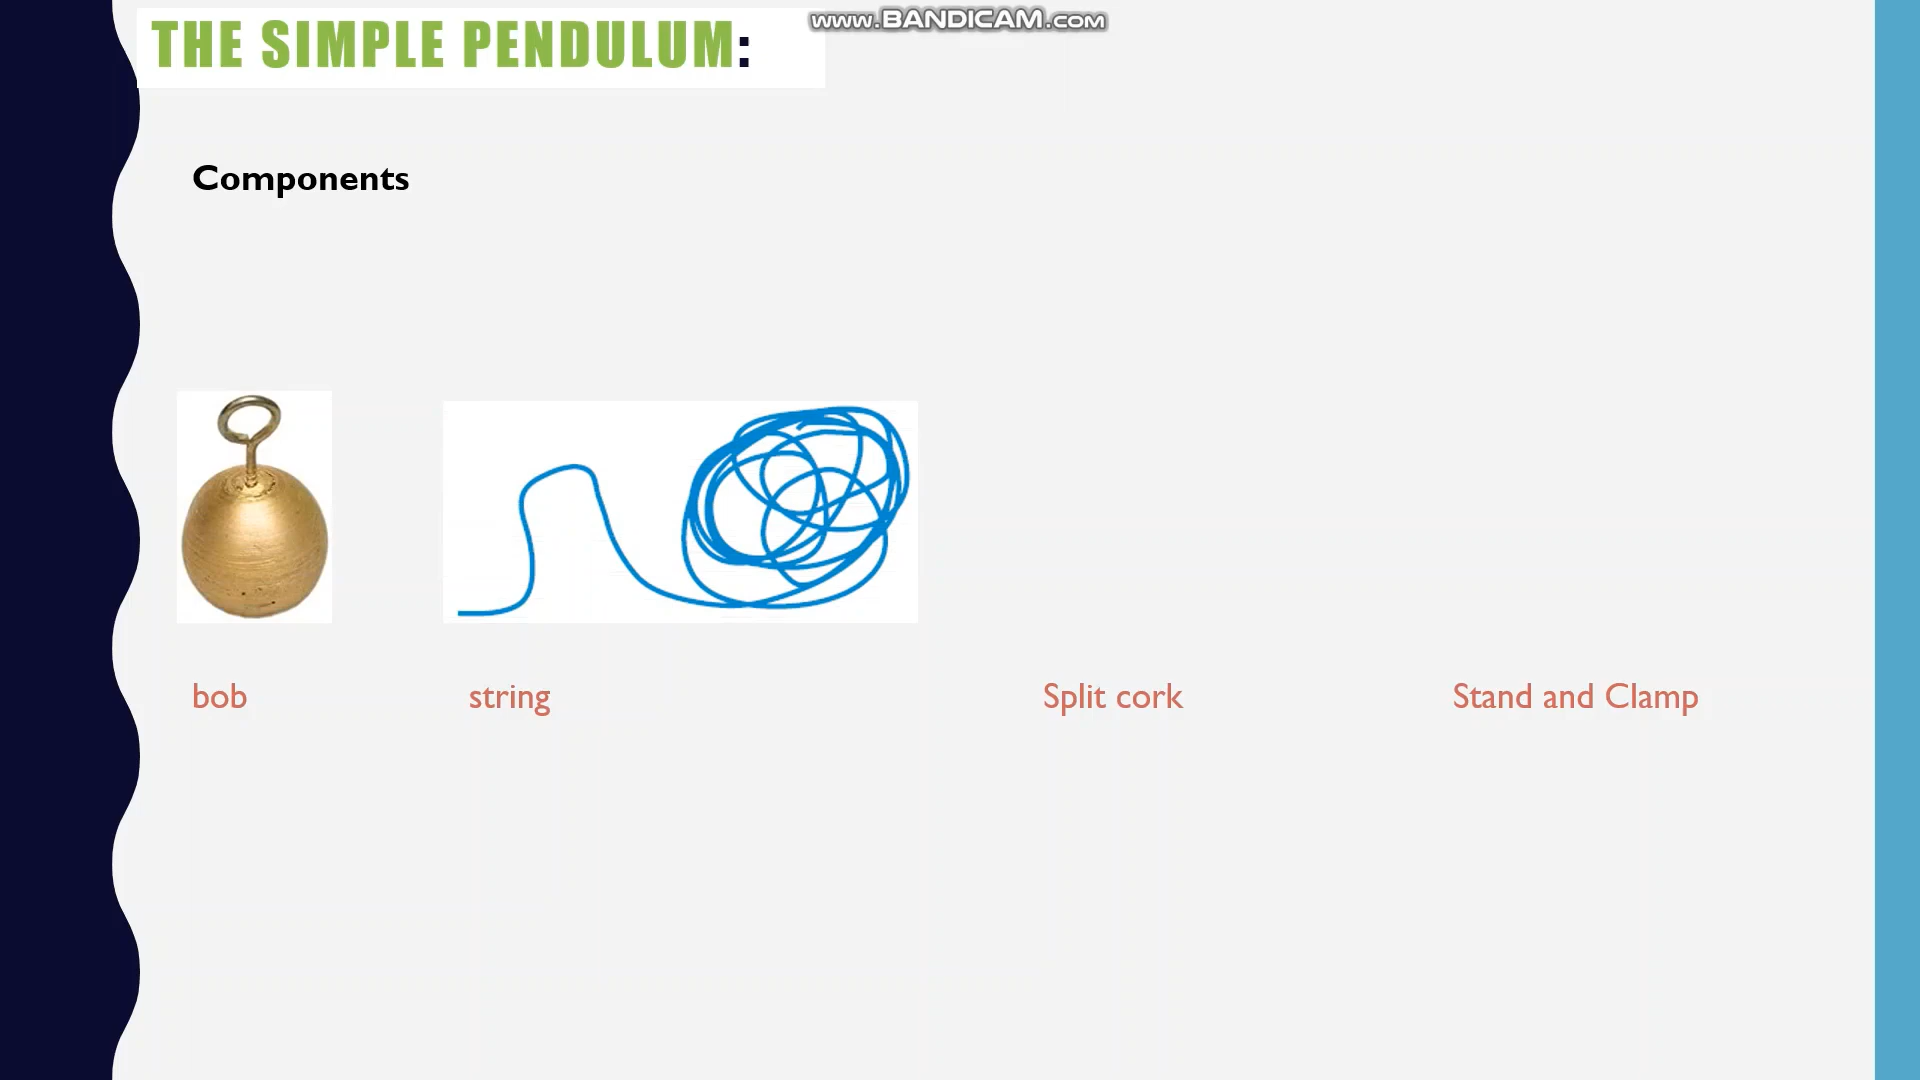 THE SIMPLE PENDULUM:
www.BANDICAM.com
Components
bob
string
Split cork
Stand and Clamp